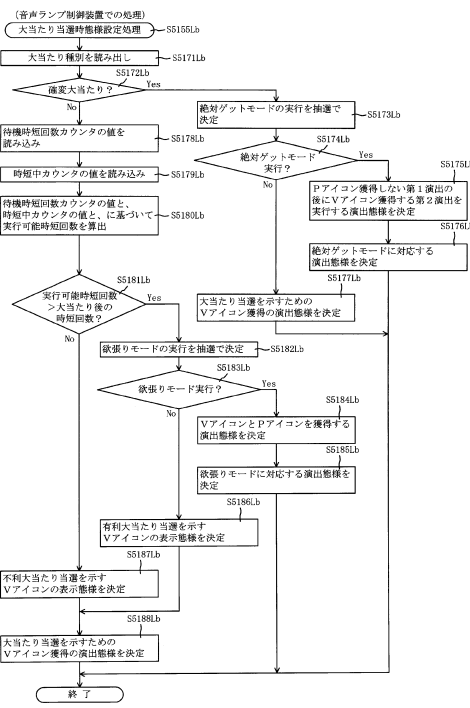 (音声ランプ制御装置での処理)
大当たり当選時態様設定処理
S5155Lb
大当たり種別を読み出し
S5171Lb
S5172Lb
確変大当たり?
Yes
No
絶対ゲットモードの実行を抽選で
決定
S5173Lb
S5174Lb
絶対ゲットモード
実行?
Yes
No
S5175L
Pアイコン獲得しない第1演出の
後にVアイコン獲得する第2演出を
実行する演出態様を決定
S5176L
絶対ゲットモードに対応する
演出態様を決定
S5177Lb
大当たり当選を示すための
Vアイコン獲得の演出態様を決定
待機時短回数カウンタの値を
読み込み
S5178Lb
時短中カウンタの値を読み込み
S5179Lb
待機時短回数カウンタの値と、
時短中カウンタの値と、に基づいて
実行可能時短回数を算出
S5180Lb
S5181Lb
実行可能時短回数
>大当たり後の
時短回数?
Yes
No
欲張りモードの実行を抽選で決定
S5182Lb
S5183Lb
欲張りモード実行?
Yes
No
S5184Lb
VアイコンとPアイコンを獲得する
演出態様を決定
S5185Lb
欲張りモードに対応する演出態様を
決定
S5186Lb
有利大当たり当選を示す
Vアイコンの表示態様を決定
S5187Lb
不利大当たり当選を示す
Vアイコンの表示態様を決定
S5188Lb
大当たり当選を示すための
Vアイコン獲得の演出態様を決定
終了